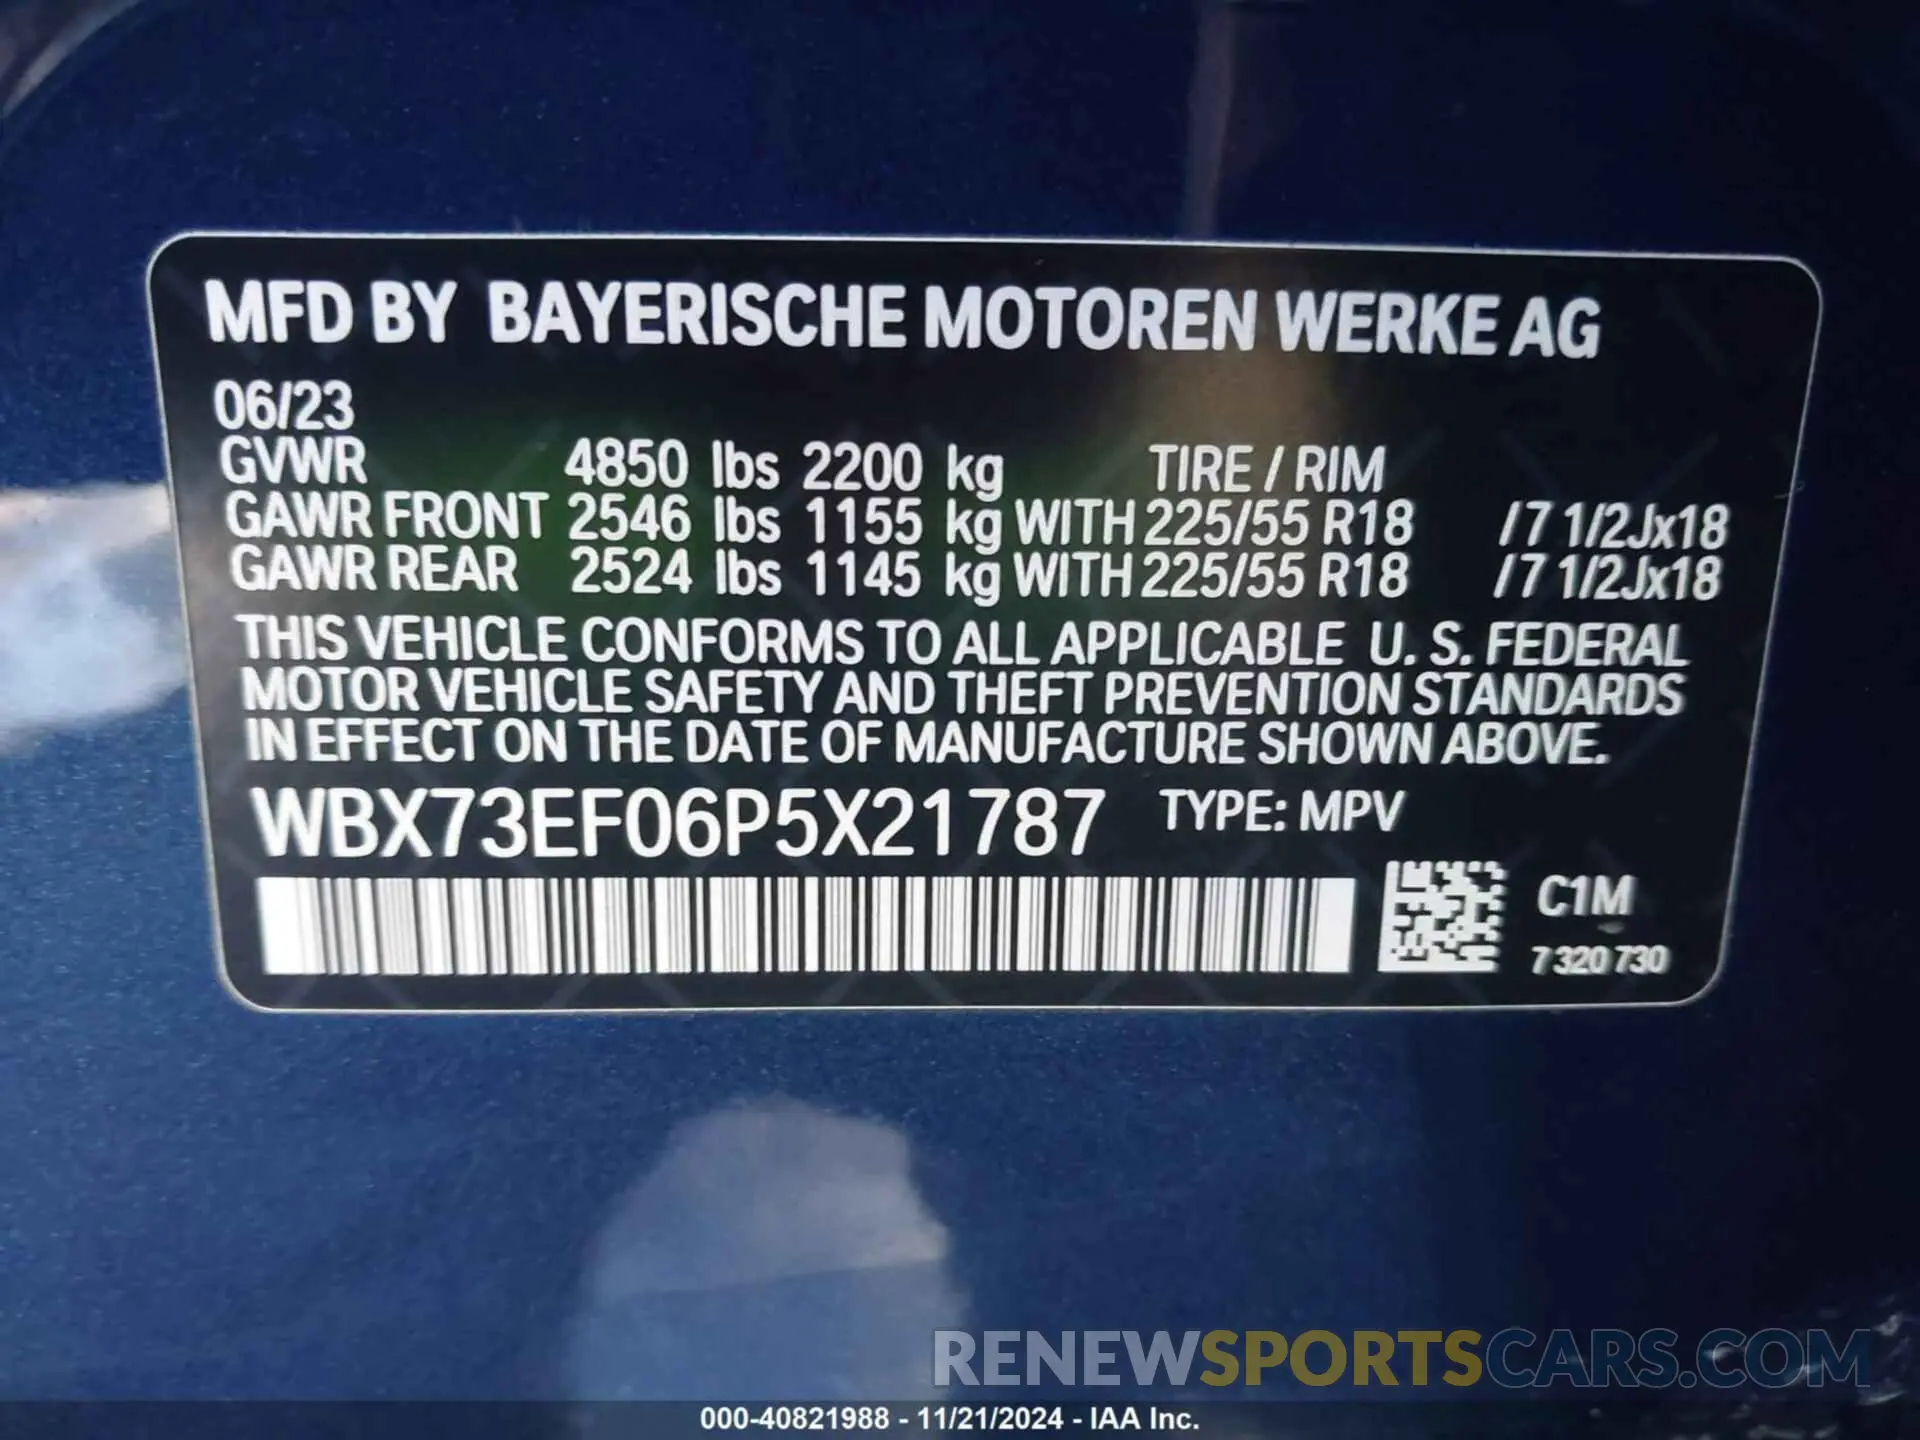 MFD BY BAYERISCHE MOTOREN WERKE AG
06/23
GVWR 4850 lbs 2200 kg TIRE / RIM
GAWR FRONT 2546 lbs 1155 kg WITH 225/55 R18 /7 1/2Jx18
GAWR REAR 2524 lbs 1145 kg WITH 225/55 R18 /7 1/2Jx18
THIS VEHICLE CONFORMS TO ALL APPLICABLE U. S. FEDERAL
MOTOR VEHICLE SAFETY AND THEFT PREVENTION STANDARDS
IN EFFECT ON THE DATE OF MANUFACTURE SHOWN ABOVE.
WBX73EF06P5X21787 TYPE: MPV
C1M
7 320 730
RENEWSPORTSCARS.COM
000-40821988 - 11/21/2024 - IAA Inc.